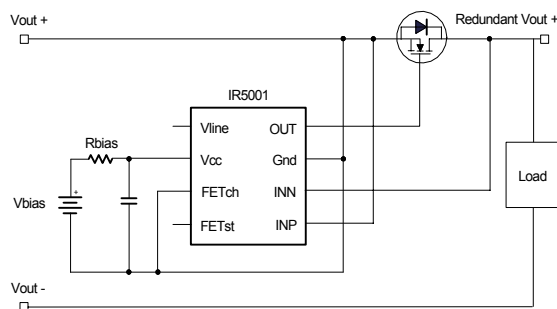 Vout +
Redundant Vout +
IR5001
Vline
OUT
Rbias
Vcc
Gnd
Vbias
+
FETch
INN
Load
FETst
INP
Vout -